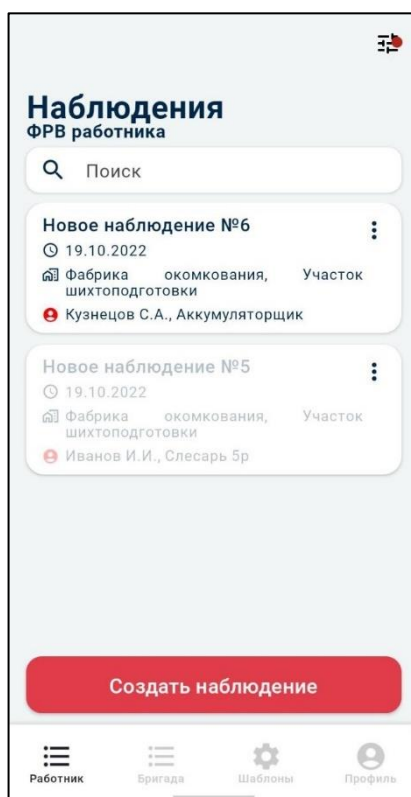 Наблюдения
ФРВ работника
Поиск
Новое наблюдение №6
19.10.2022
Фабрика окомкования, Участок
шихтоподготовки
Кузнецов С.А., Аккумуляторщик
Новое наблюдение №5
19.10.2022
Фабрика окомкования, Участок
шихтоподготовки
Иванов И.И., Слесарь 5р
Создать наблюдение
Работник Бригада Шаблоны Профиль